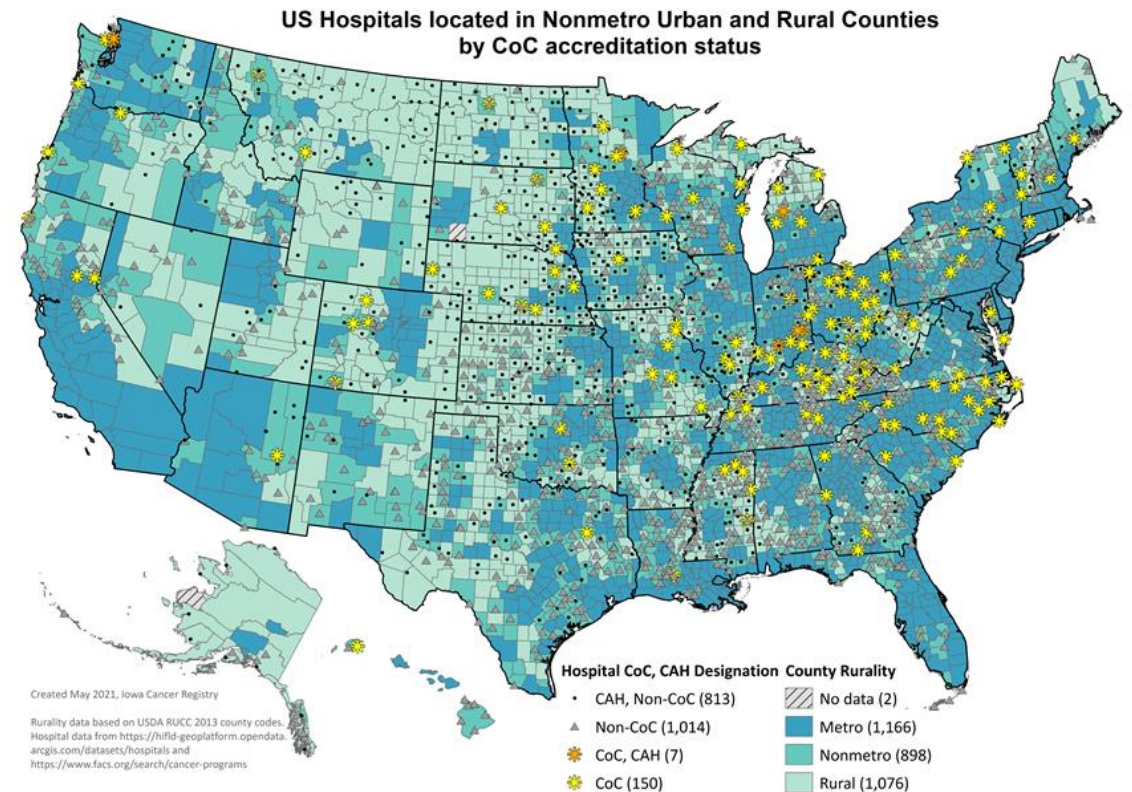 US Hospitals located in Nonmetro Urban and Rural Counties
by CoC accreditation status
Hospital CoC, CAH Designation
CAH, Non-CoC (813)
Non-CoC (1,014)
CoC, CAH (7)
CoC (150)
County Rurality
No data (2)
Metro (1,166)
Nonmetro (898)
Rural (1,076)
Created May 2021, Iowa Cancer Registry
Rurality data based on USDA RUCC 2013 county codes.
Hospital data from https://hifld-geoplatform.opendata.
arcgis.com/datasets/hospitals and
https://www.facs.org/search/cancer-programs